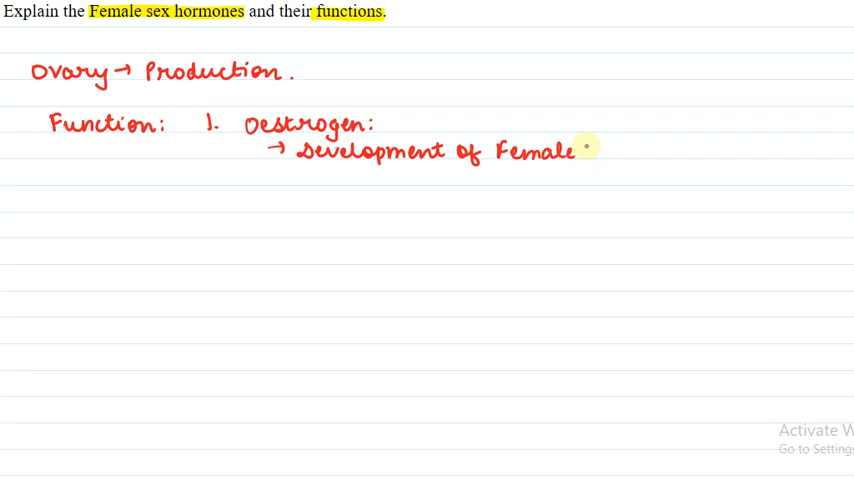 Explain the Female sex hormones and their functions.
Ovary → Production.
Function: 1. Oestrogen:
→ Development of Female
Activate W
Go to Settings